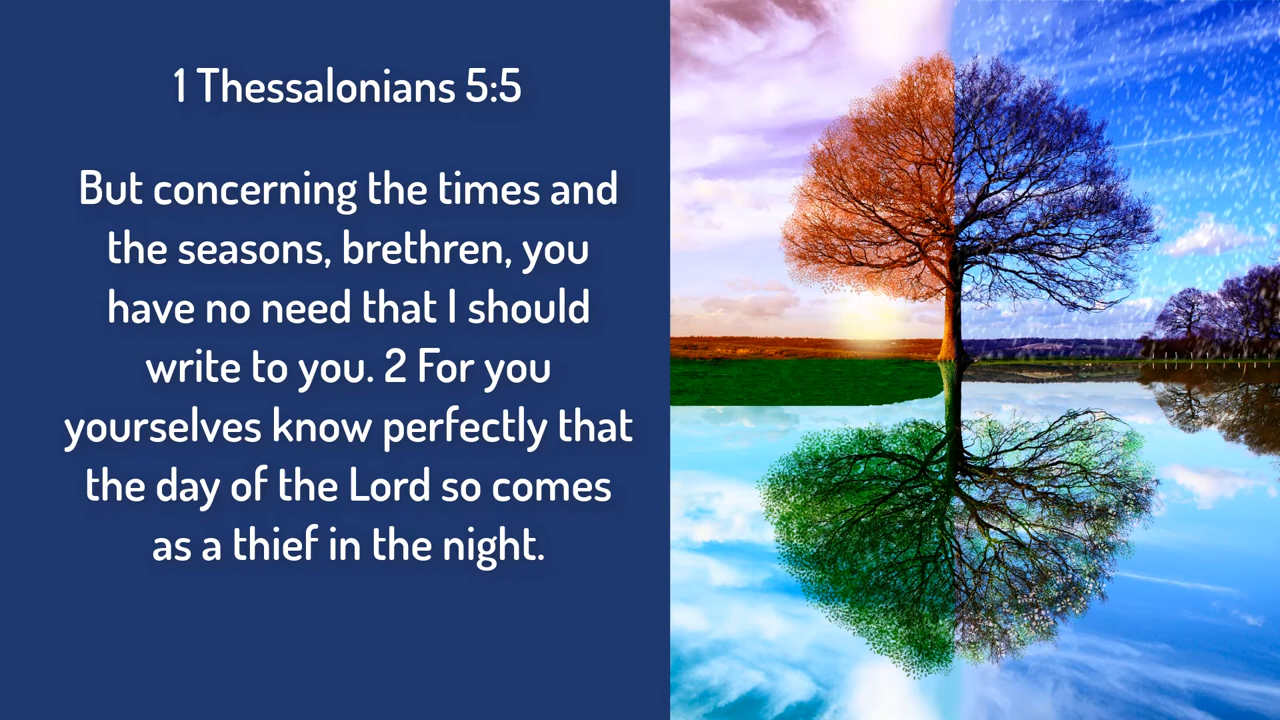 1 Thessalonians 5:5
But concerning the times and
the seasons, brethren, you
have no need that I should
write to you. 2 For you
yourselves know perfectly that
the day of the Lord so comes
as a thief in the night.